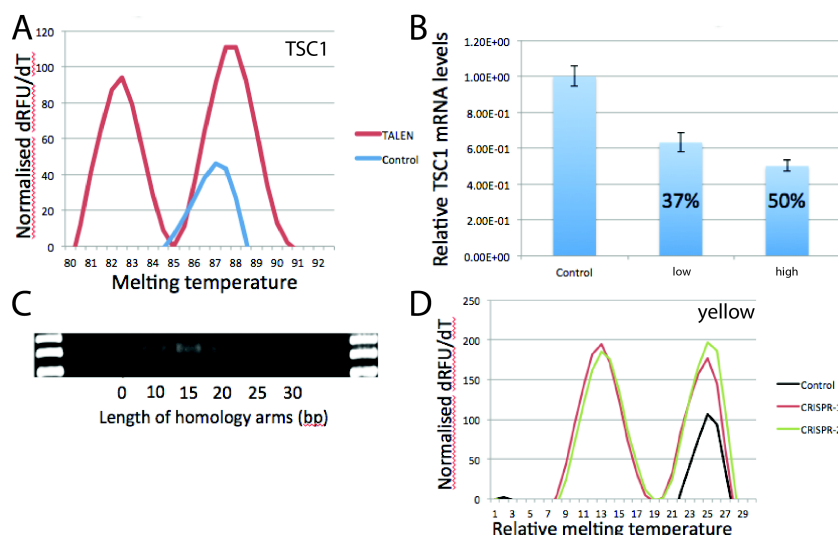 A
TSC1
Normalised dRFU/dT
120
100
80
60
40
20
0
80 81 82 83 84 85 86 87 88 89 90 91 92
Melting temperature
TALEN
Control
B
Relative TSC1 mRNA levels
1.20E+00
1.00E+00
8.00E-01
6.00E-01
4.00E-01
2.00E-01
0.00E+00
37%
50%
Control low high
C
0 10 15 20 25 30
Length of homology arms (bp)
D
yellow
Normalised dRFU/dT
250
200
150
100
50
0
1 3 5 7 9 11 13 15 17 19 21 23 25 27 29
Relative melting temperature
Control
CRISPR-2